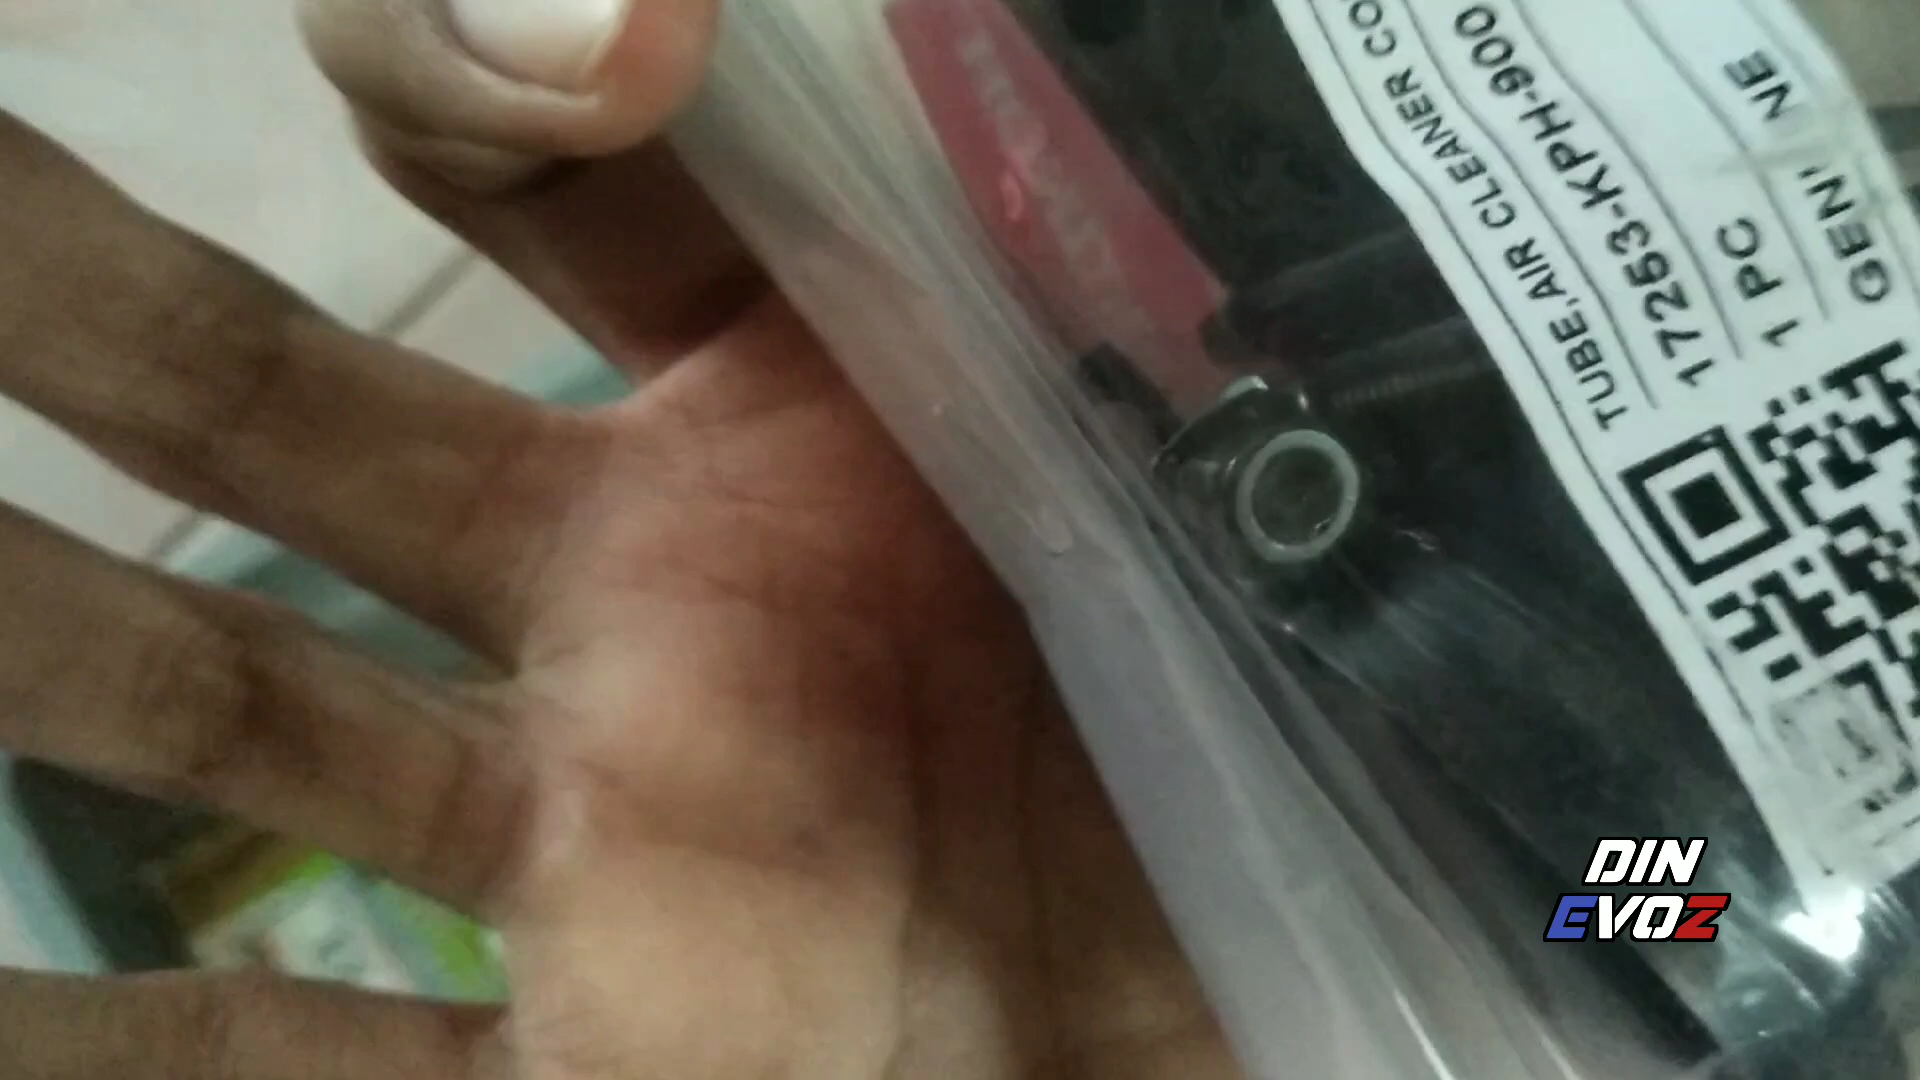 TUBE,AIR CLEANER CO
17253-KPH-900
1 PC
GEN' NE
DIN
EVOZ